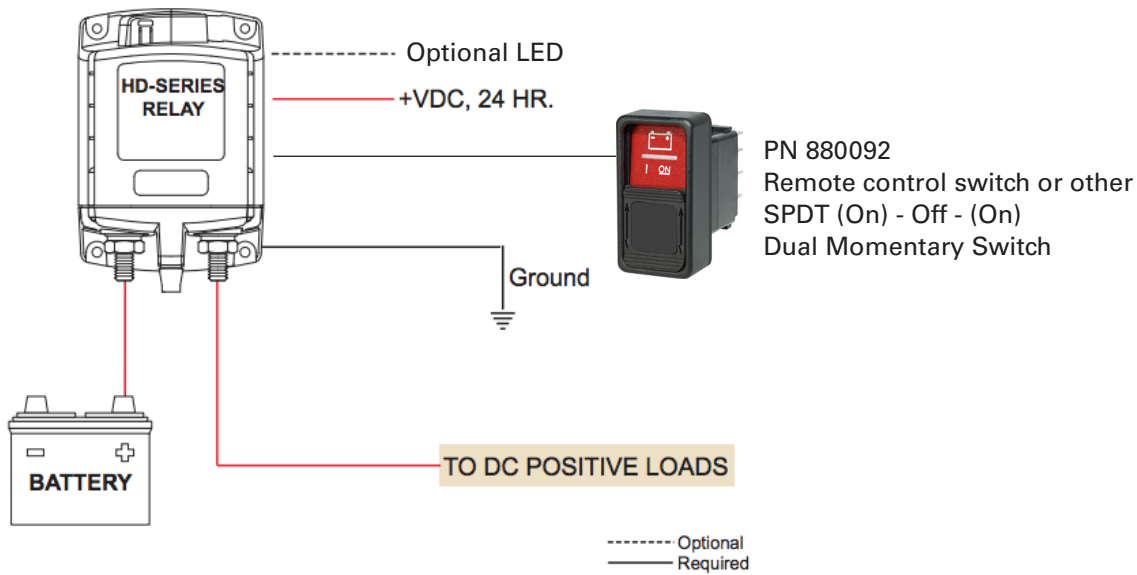 HD-SERIES
RELAY
Optional LED
+VDC, 24 HR.
I ON
PN 880092
Remote control switch or other
SPDT (On) - Off - (On)
Dual Momentary Switch
Ground
BATTERY
TO DC POSITIVE LOADS
Optional
Required